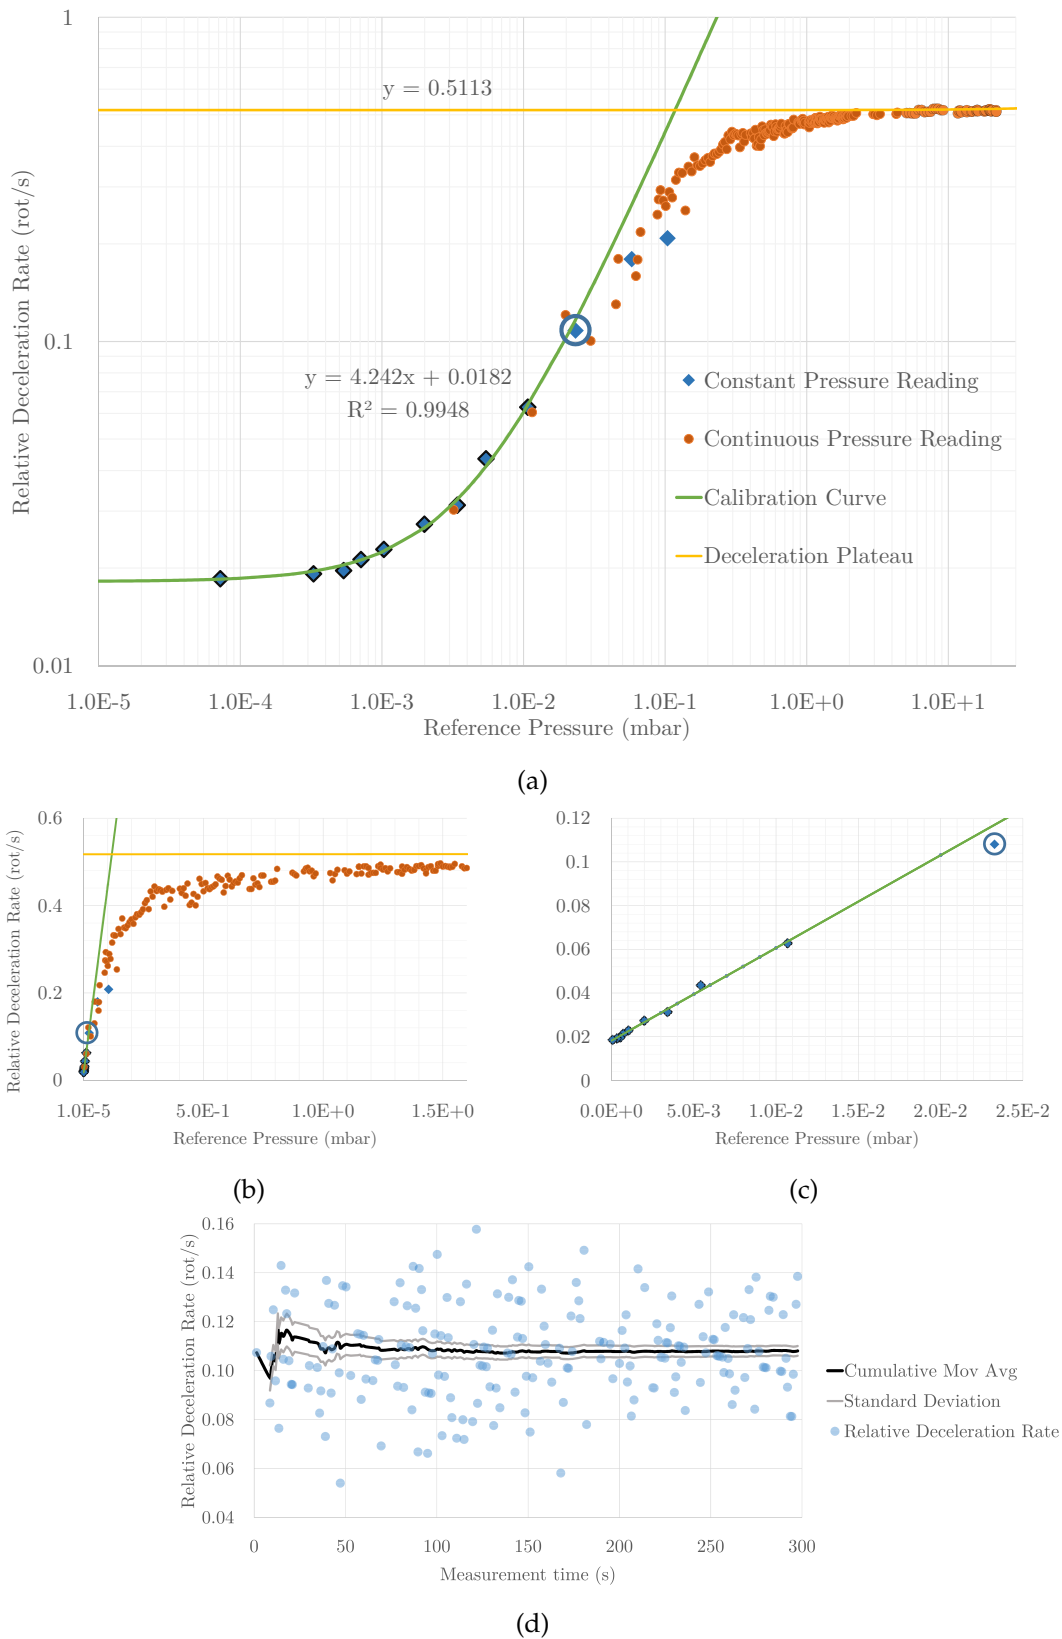 1
y = 0.5113
Relative Deceleration Rate (rot/s)
0.1
y = 4.242x + 0.0182
R² = 0.9948
Constant Pressure Reading
Continuous Pressure Reading
Calibration Curve
Deceleration Plateau
0.01
1.0E-5 1.0E-4 1.0E-3 1.0E-2 1.0E-1 1.0E+0 1.0E+1
Reference Pressure (mbar)
(a)
Relative Deceleration Rate (rot/s)
0.6
0.4
0.2
0
1.0E-5 5.0E-1 1.0E+0 1.5E+0
Reference Pressure (mbar)
(b)
0.12
0.1
0.08
0.06
0.04
0.02
0
0.0E+0 5.0E-3 1.0E-2 1.5E-2 2.0E-2 2.5E-2
Reference Pressure (mbar)
(c)
Relative Deceleration Rate (rot/s)
0.16
0.14
0.12
0.10
0.08
0.06
0.04
0 50 100 150 200 250 300
Measurement time (s)
Cumulative Mov Avg
Standard Deviation
Relative Deceleration Rate
(d)